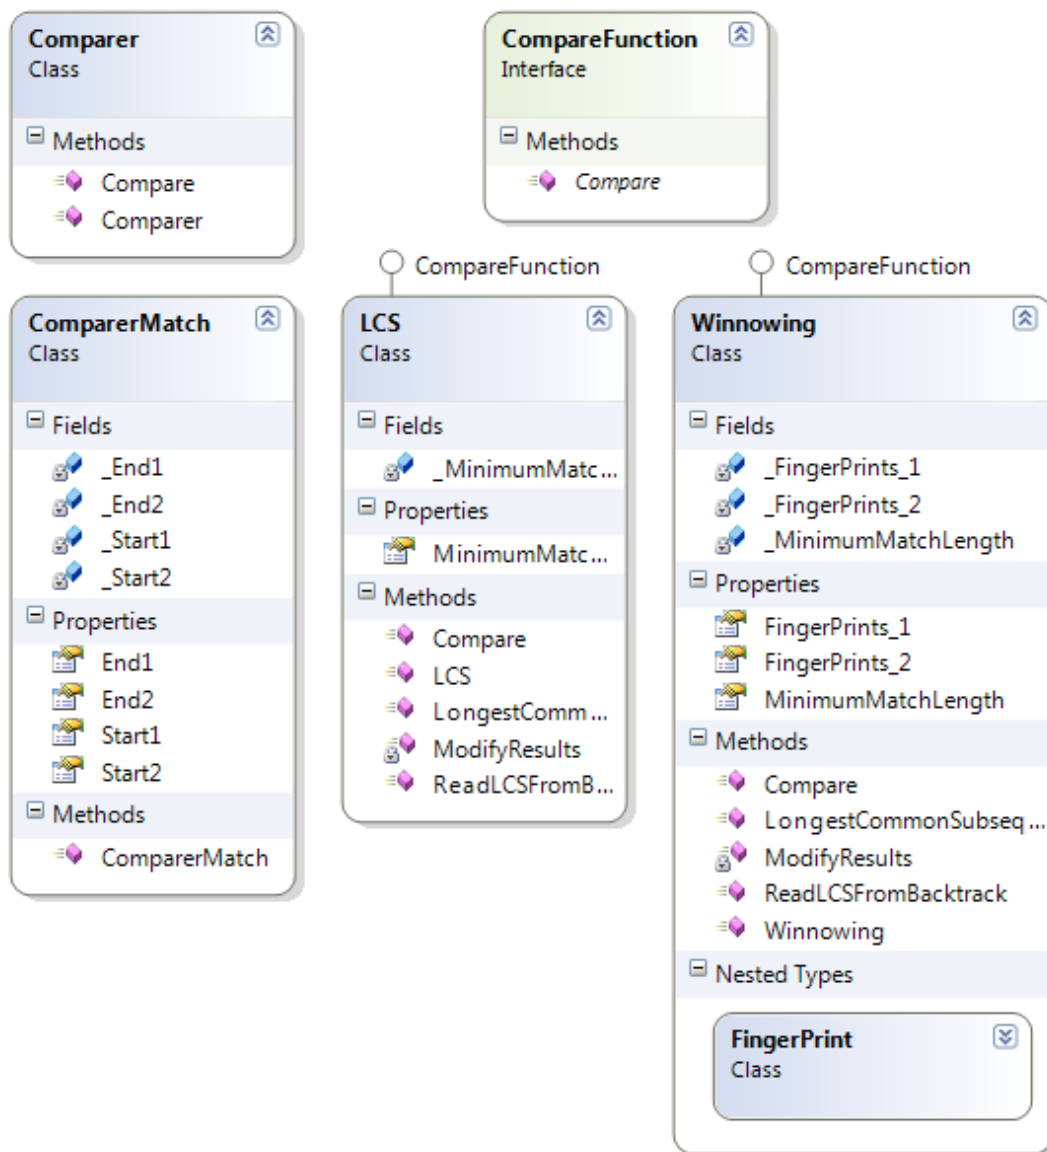 Comparer
Class
Methods
Compare
Comparer
CompareFunction
Interface
Methods
Compare
ComparerMatch
Class
Fields
_End1
_End2
_Start1
_Start2
Properties
End1
End2
Start1
Start2
Methods
ComparerMatch
CompareFunction
LCS
Class
Fields
_MinimumMatc...
Properties
MinimumMatc...
Methods
Compare
LCS
LongestComm...
ModifyResults
ReadLCSFromB...
CompareFunction
Winnowing
Class
Fields
_FingerPrints_1
_FingerPrints_2
_MinimumMatchLength
Properties
FingerPrints_1
FingerPrints_2
MinimumMatchLength
Methods
Compare
LongestCommonSubseq...
ModifyResults
ReadLCSFromBacktrack
Winnowing
Nested Types
FingerPrint
Class